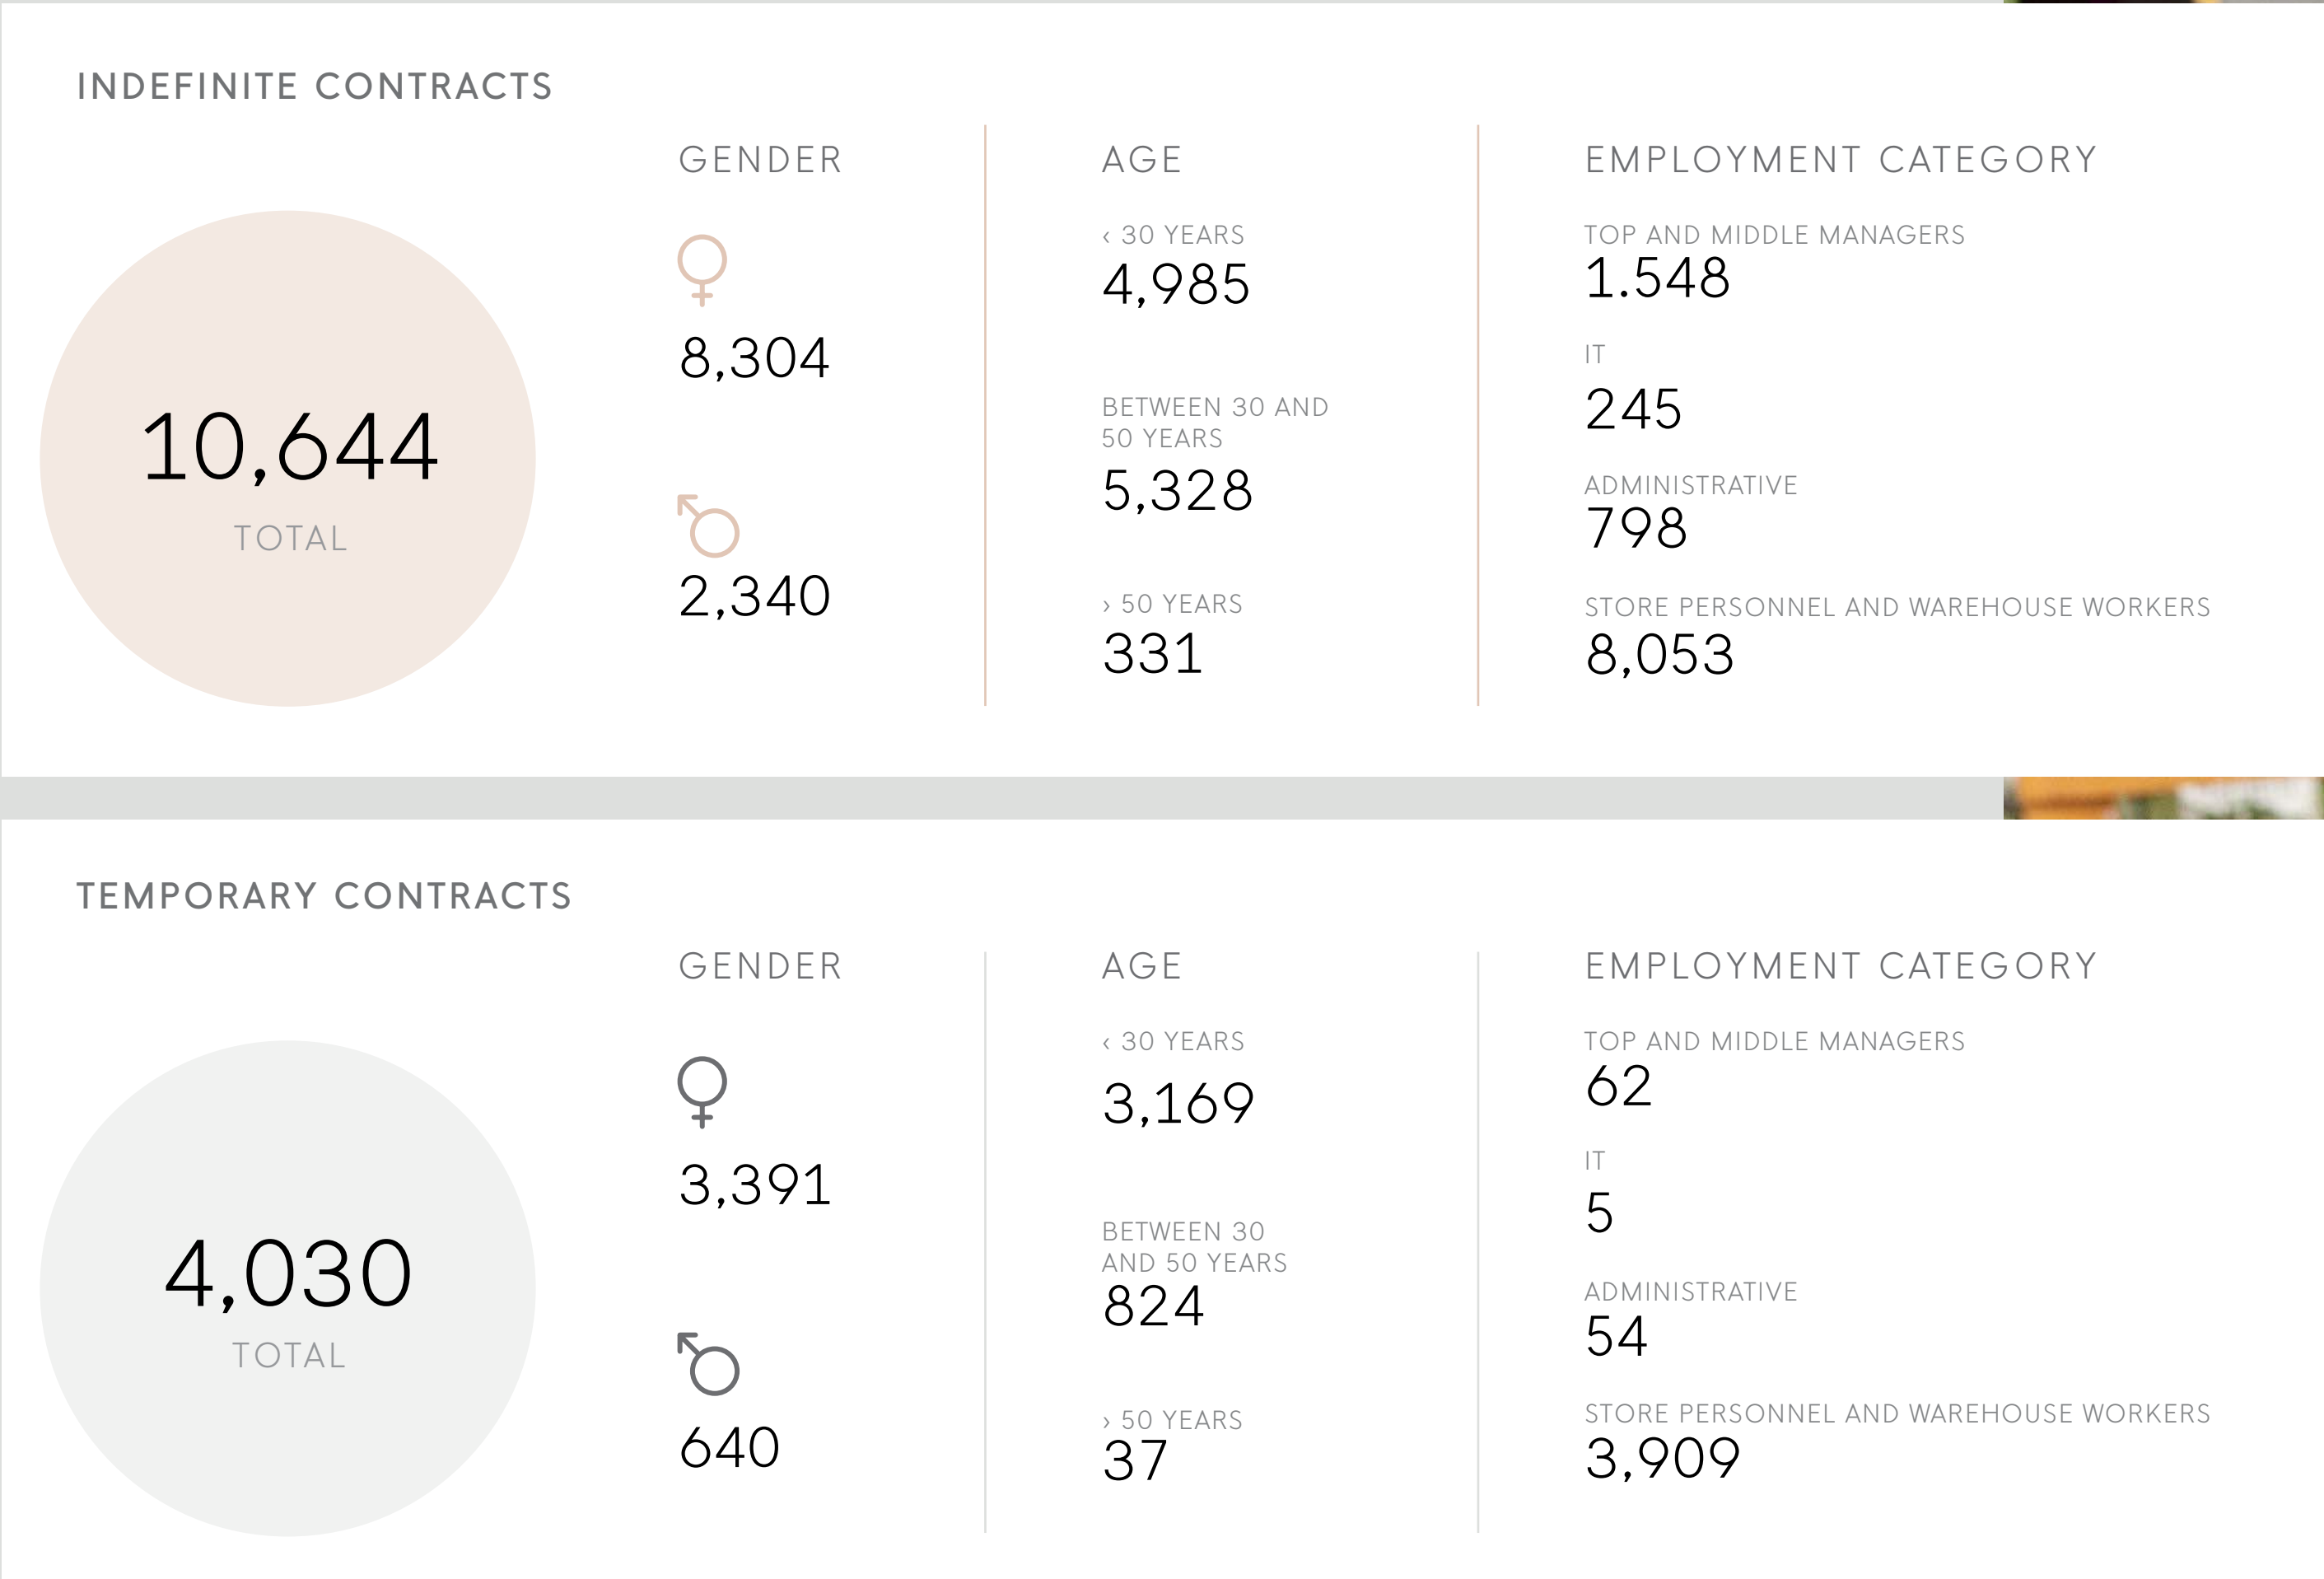 INDEFINITE CONTRACTS
10,644
TOTAL
GENDER
8,304
2,340
AGE
‹ 30 YEARS
4,985
BETWEEN 30 AND
50 YEARS
5,328
› 50 YEARS
331
EMPLOYMENT CATEGORY
TOP AND MIDDLE MANAGERS
1.548
IT
245
ADMINISTRATIVE
798
STORE PERSONNEL AND WAREHOUSE WORKERS
8,053
TEMPORARY CONTRACTS
4,030
TOTAL
GENDER
3,391
640
AGE
‹ 30 YEARS
3,169
BETWEEN 30
AND 50 YEARS
824
› 50 YEARS
37
EMPLOYMENT CATEGORY
TOP AND MIDDLE MANAGERS
62
IT
5
ADMINISTRATIVE
54
STORE PERSONNEL AND WAREHOUSE WORKERS
3,909